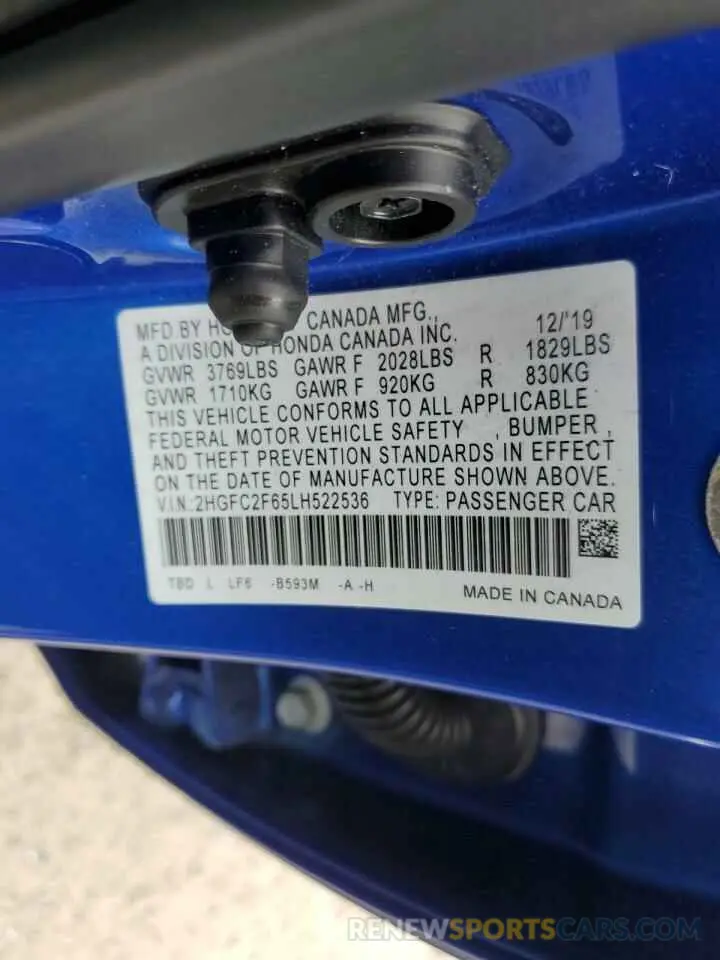 MFD.BY HO CANADA MFG., 12/'19
A DIVISION OF HONDA CANADA INC.
GVWR 3769LBS GAWR F 2028LBS R 1829LBS
GVWR 1710KG GAWR F 920KG R 830KG
THIS VEHICLE CONFORMS TO ALL APPLICABLE
FEDERAL MOTOR VEHICLE SAFETY , BUMPER ,
AND THEFT PREVENTION STANDARDS IN EFFECT
ON THE DATE OF MANUFACTURE SHOWN ABOVE.
V.I.N.:2HGFC2F65LH522536 TYPE: PASSENGER CAR
TBD L LF6 -B593M -A -H
MADE IN CANADA
RENEWSPORTSCARS.COM